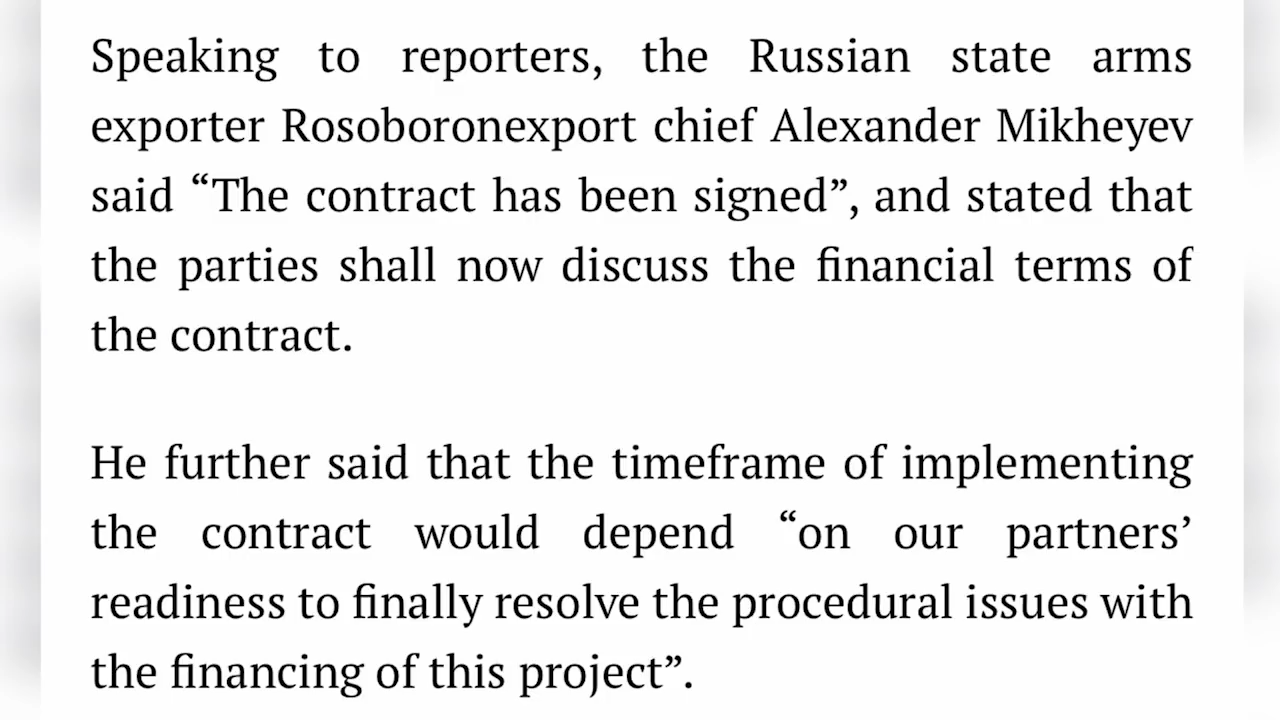 Speaking to reporters, the Russian state arms
exporter Rosoboronexport chief Alexander Mikheyev
said “The contract has been signed”, and stated that
the parties shall now discuss the financial terms of
the contract.
He further said that the timeframe of implementing
the contract would depend “on our partners’
readiness to finally resolve the procedural issues with
the financing of this project”.